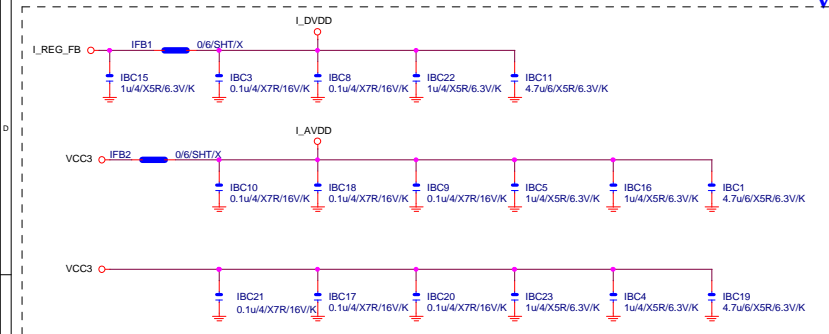 I_DVDD
I_REG_FB
IFB1
0/6/SHT/X
IBC15
1u/4/X5R/6.3V/K
IBC3
0.1u/4/X7R/16V/K
IBC8
0.1u/4/X7R/16V/K
IBC22
1u/4/X5R/6.3V/K
IBC11
4.7u/6/X5R/6.3V/K
D
I_AVDD
VCC3
IFB2
0/6/SHT/X
IBC10
0.1u/4/X7R/16V/K
IBC18
0.1u/4/X7R/16V/K
IBC9
0.1u/4/X7R/16V/K
IBC5
1u/4/X5R/6.3V/K
IBC16
1u/4/X5R/6.3V/K
IBC1
4.7u/6/X5R/6.3V/K
VCC3
IBC21
0.1u/4/X7R/16V/K
IBC17
0.1u/4/X7R/16V/K
IBC20
0.1u/4/X7R/16V/K
IBC23
1u/4/X5R/6.3V/K
IBC4
1u/4/X5R/6.3V/K
IBC19
4.7u/6/X5R/6.3V/K